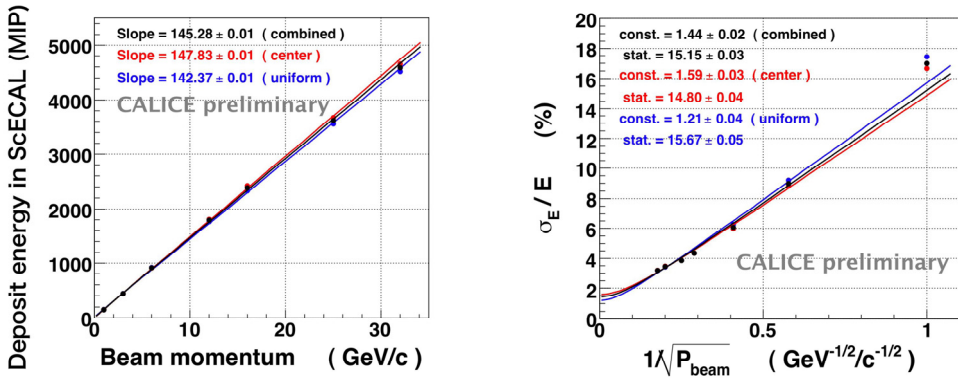 Deposit energy in ScECAL (MIP)
5000
4000
3000
2000
1000
Slope = 145.28 ± 0.01 ( combined )
Slope = 147.83 ± 0.01 ( center )
Slope = 142.37 ± 0.01 ( uniform )
CALICE preliminary
0 10 20 30
Beam momentum ( GeV/c )
σE / E (%)
18
16
14
12
10
8
6
4
2
0
const. = 1.44 ± 0.02 ( combined )
stat. = 15.15 ± 0.03
const. = 1.59 ± 0.03 ( center )
stat. = 14.80 ± 0.04
const. = 1.21 ± 0.04 ( uniform )
stat. = 15.67 ± 0.05
CALICE preliminary
0 0.5 1
1/√Pbeam ( GeV-1/2/c-1/2 )